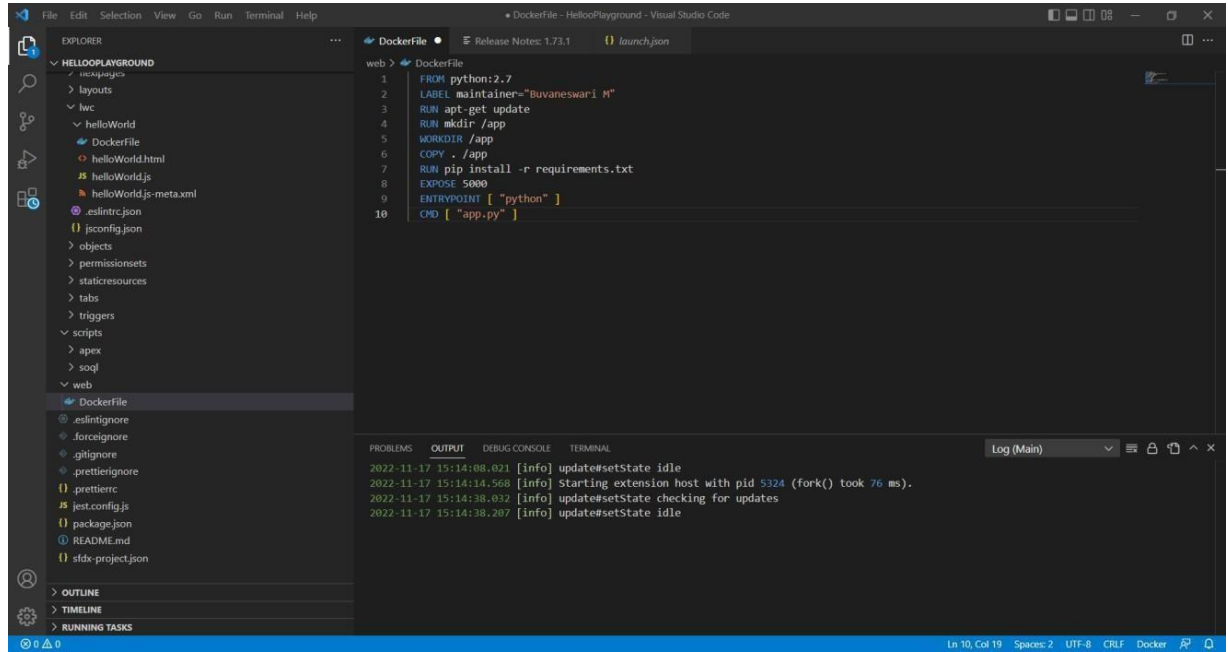 File Edit Selection View Go Run Terminal Help
● DockerFile - HellooPlayground - Visual Studio Code
EXPLORER
HELLOOPLAYGROUND
flexipages
layouts
lwc
helloWorld
DockerFile
helloWorld.html
JS helloWorld.js
helloWorld.js-meta.xml
.eslintrc.json
{} jsconfig.json
objects
permissionsets
staticresources
tabs
triggers
scripts
apex
soql
web
DockerFile
.eslintignore
.forceignore
.gitignore
.prettierignore
{} .prettierrc
JS jest.config.js
{} package.json
README.md
{} sfdx-project.json
OUTLINE
TIMELINE
RUNNING TASKS
DockerFile ● Release Notes: 1.73.1 {} launch.json
web > DockerFile
1 FROM python:2.7
2 LABEL maintainer="Buvaneswari M"
3 RUN apt-get update
4 RUN mkdir /app
5 WORKDIR /app
6 COPY . /app
7 RUN pip install -r requirements.txt
8 EXPOSE 5000
9 ENTRYPOINT [ "python" ]
10 CMD [ "app.py" ]
PROBLEMS OUTPUT DEBUG CONSOLE TERMINAL Log (Main)
2022-11-17 15:14:08.021 [info] update#setState idle
2022-11-17 15:14:14.568 [info] Starting extension host with pid 5324 (fork() took 76 ms).
2022-11-17 15:14:38.032 [info] update#setState checking for updates
2022-11-17 15:14:38.207 [info] update#setState idle
0 0 Ln 10, Col 19 Spaces: 2 UTF-8 CRLF Docker